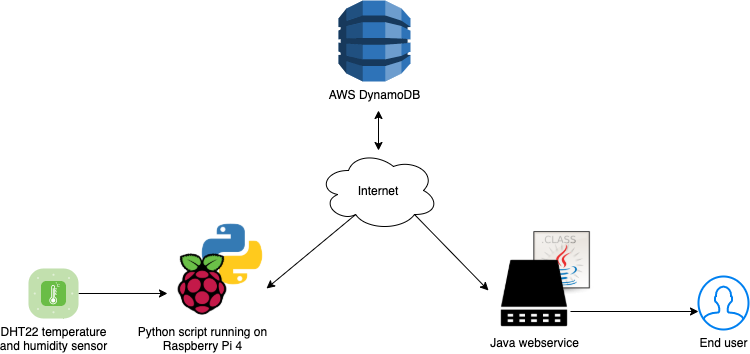 AWS DynamoDB
Internet
.CLASS
DHT22 temperature
and humidity sensor
Python script running on
Raspberry Pi 4
Java webservice
End user